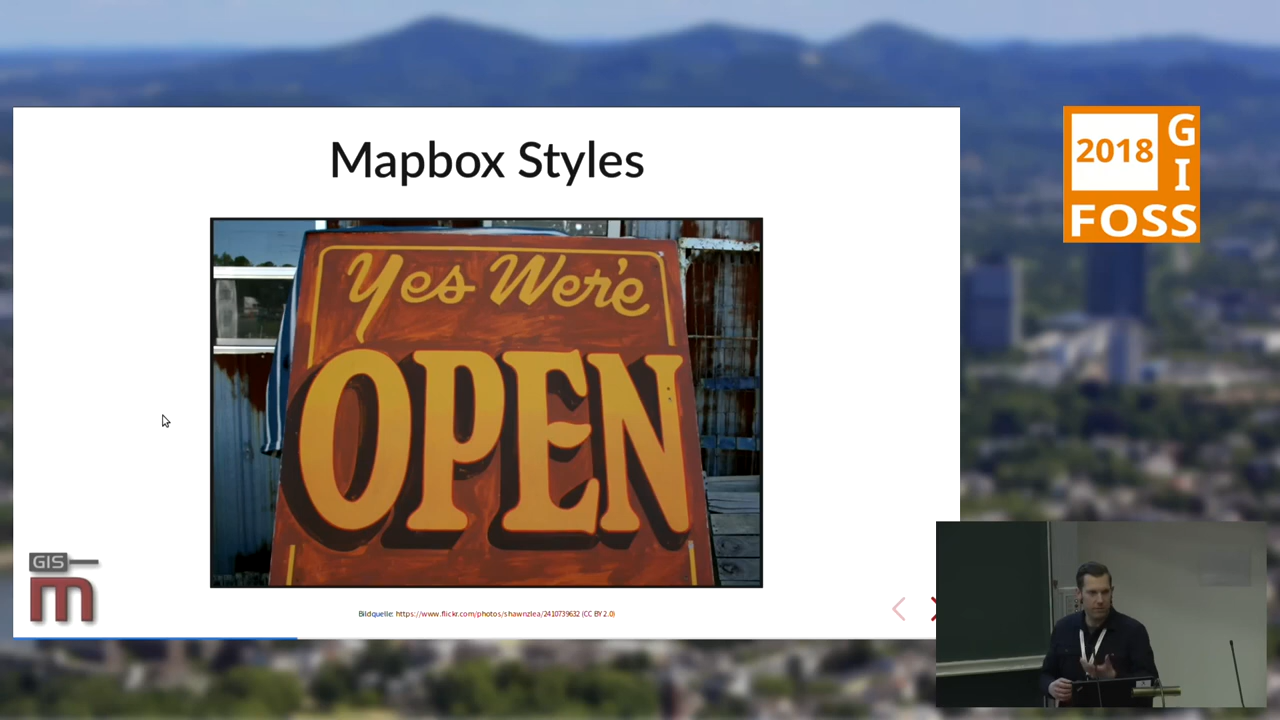 Mapbox Styles
Yes We'r'e
OPEN
GIS
m
Bildquelle: https://www.flickr.com/photos/shawnzlea/2410739632 (CC BY 2.0)
2018
G
I
FOSS